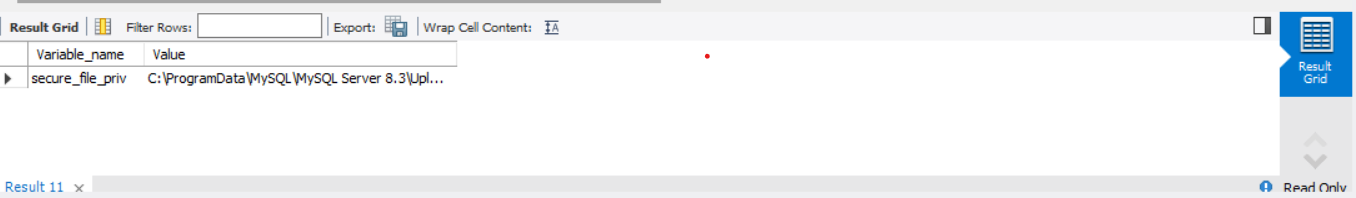 Result Grid Filter Rows: Export: Wrap Cell Content: IA
Variable_name Value
secure_file_priv C:\ProgramData\MySQL\MySQL Server 8.3\Upl...
Result Grid
Result 11 × Read Only